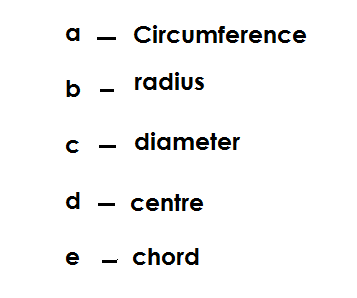 a – Circumference
b – radius
c – diameter
d – centre
e – chord